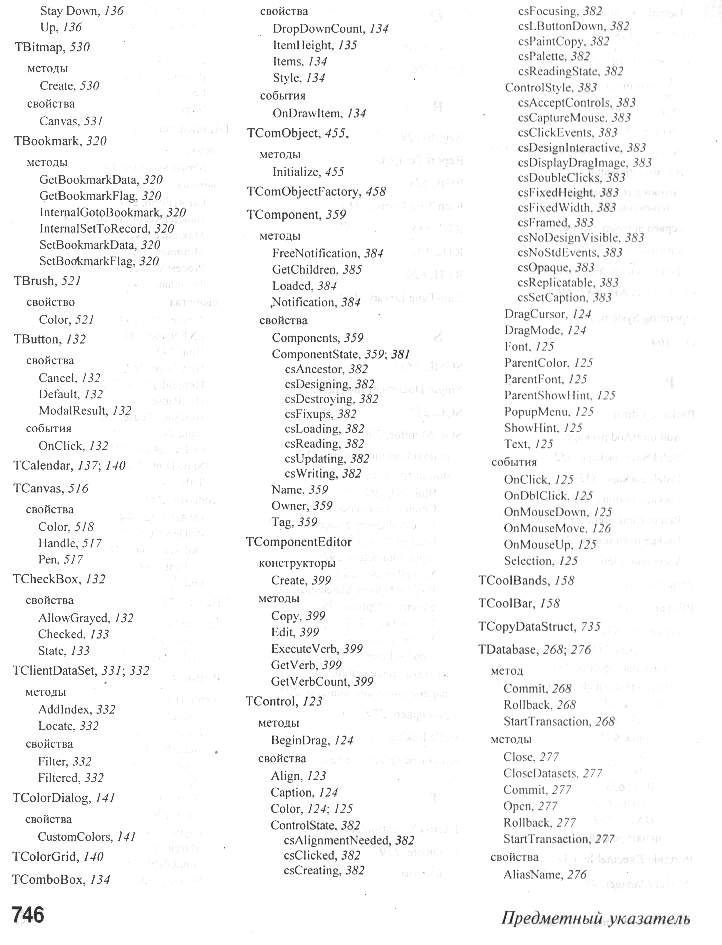 Stay Down, 136
Up, 136
TBitmap, 530
методы
Create, 530
свойства
Canvas, 531
TBookmark, 320
методы
GetBookmarkData, 320
GetBookmarkFlag, 320
InternalGotoBookmark, 320
InternalSetToRecord, 320
SetBookmarkData, 320
SetBookmarkFlag, 320
TBrush, 521
свойство
Color, 521
TButton, 132
свойства
Cancel, 132
Default, 132
ModalResult, 132
события
OnClick, 132
TCalendar, 137; 140
TCanvas, 516
свойства
Color, 518
Handle, 517
Pen, 517
TCheckBox, 132
свойства
AllowGrayed, 132
Checked, 133
State, 133
TClientDataSet, 331; 332
методы
AddIndex, 332
Locate, 332
свойства
Filter, 332
Filtered, 332
TColorDialog, 141
свойства
CustomColors, 141
TColorGrid, 140
TComboBox, 134
свойства
DropDownCount, 134
ItemHeight, 135
Items, 134
Style, 134
события
OnDrawItem, 134
TComObject, 455,
методы
Initialize, 455
TComObjectFactory, 458
TComponent, 359
методы
FreeNotification, 384
GetChildren, 385
Loaded, 384
Notification, 384
свойства
Components, 359
ComponentState, 359; 381
csAncestor, 382
csDesigning, 382
csDestroying, 382
csFixups, 382
csLoading, 382
csReading, 382
csUpdating, 382
csWriting, 382
Name, 359
Owner, 359
Tag, 359
TComponentEditor
конструкторы
Create, 399
методы
Copy, 399
Edit, 399
ExecuteVerb, 399
GetVerb, 399
GetVerbCount, 399
TControl, 123
методы
BeginDrag, 124
свойства
Align, 123
Caption, 124
Color, 124; 125
ControlState, 382
csAlignmentNeeded, 382
csClicked, 382
csCreating, 382
csFocusing, 382
csLButtonDown, 382
csPaintCopy, 382
csPalette, 382
csReadingState, 382
ControlStyle, 383
csAcceptControls, 383
csCaptureMouse, 383
csClickEvents, 383
csDesignInteractive, 383
csDisplayDragImage, 383
csDoubleClicks, 383
csFixedHeight, 383
csFixedWidth, 383
csFramed, 383
csNoDesignVisible, 383
csNoStdEvents, 383
csOpaque, 383
csReplicatable, 383
csSetCaption, 383
DragCursor, 124
DragMode, 124
Font, 125
ParentColor, 125
ParentFont, 125
ParentShowHint, 125
PopupMenu, 125
ShowHint, 125
Text, 125
события
OnClick, 125
OnDblClick, 125
OnMouseDown, 125
OnMouseMove, 126
OnMouseUp, 125
Selection, 125
TCoolBands, 158
TCoolBar, 158
TCopyDataStruct, 735
TDatabase, 268; 276
метод
Commit, 268
Rollback, 268
StartTransaction, 268
методы
Close, 277
CloseDatasets, 277
Commit, 277
Open, 277
Rollback, 277
StartTransaction, 277
свойства
AliasName, 276
746
Предметный указатель